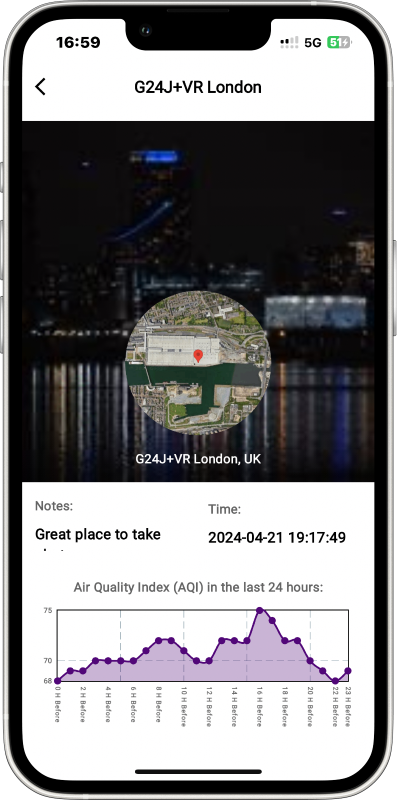 16:59
5G
51
G24J+VR London
G24J+VR London, UK
Notes:
Time:
Great place to take
2024-04-21 19:17:49
Air Quality Index (AQI) in the last 24 hours:
75
70
68
0 H Before
2 H Before
4 H Before
6 H Before
8 H Before
10 H Before
12 H Before
14 H Before
16 H Before
18 H Before
20 H Before
22 H Before
23 H Before